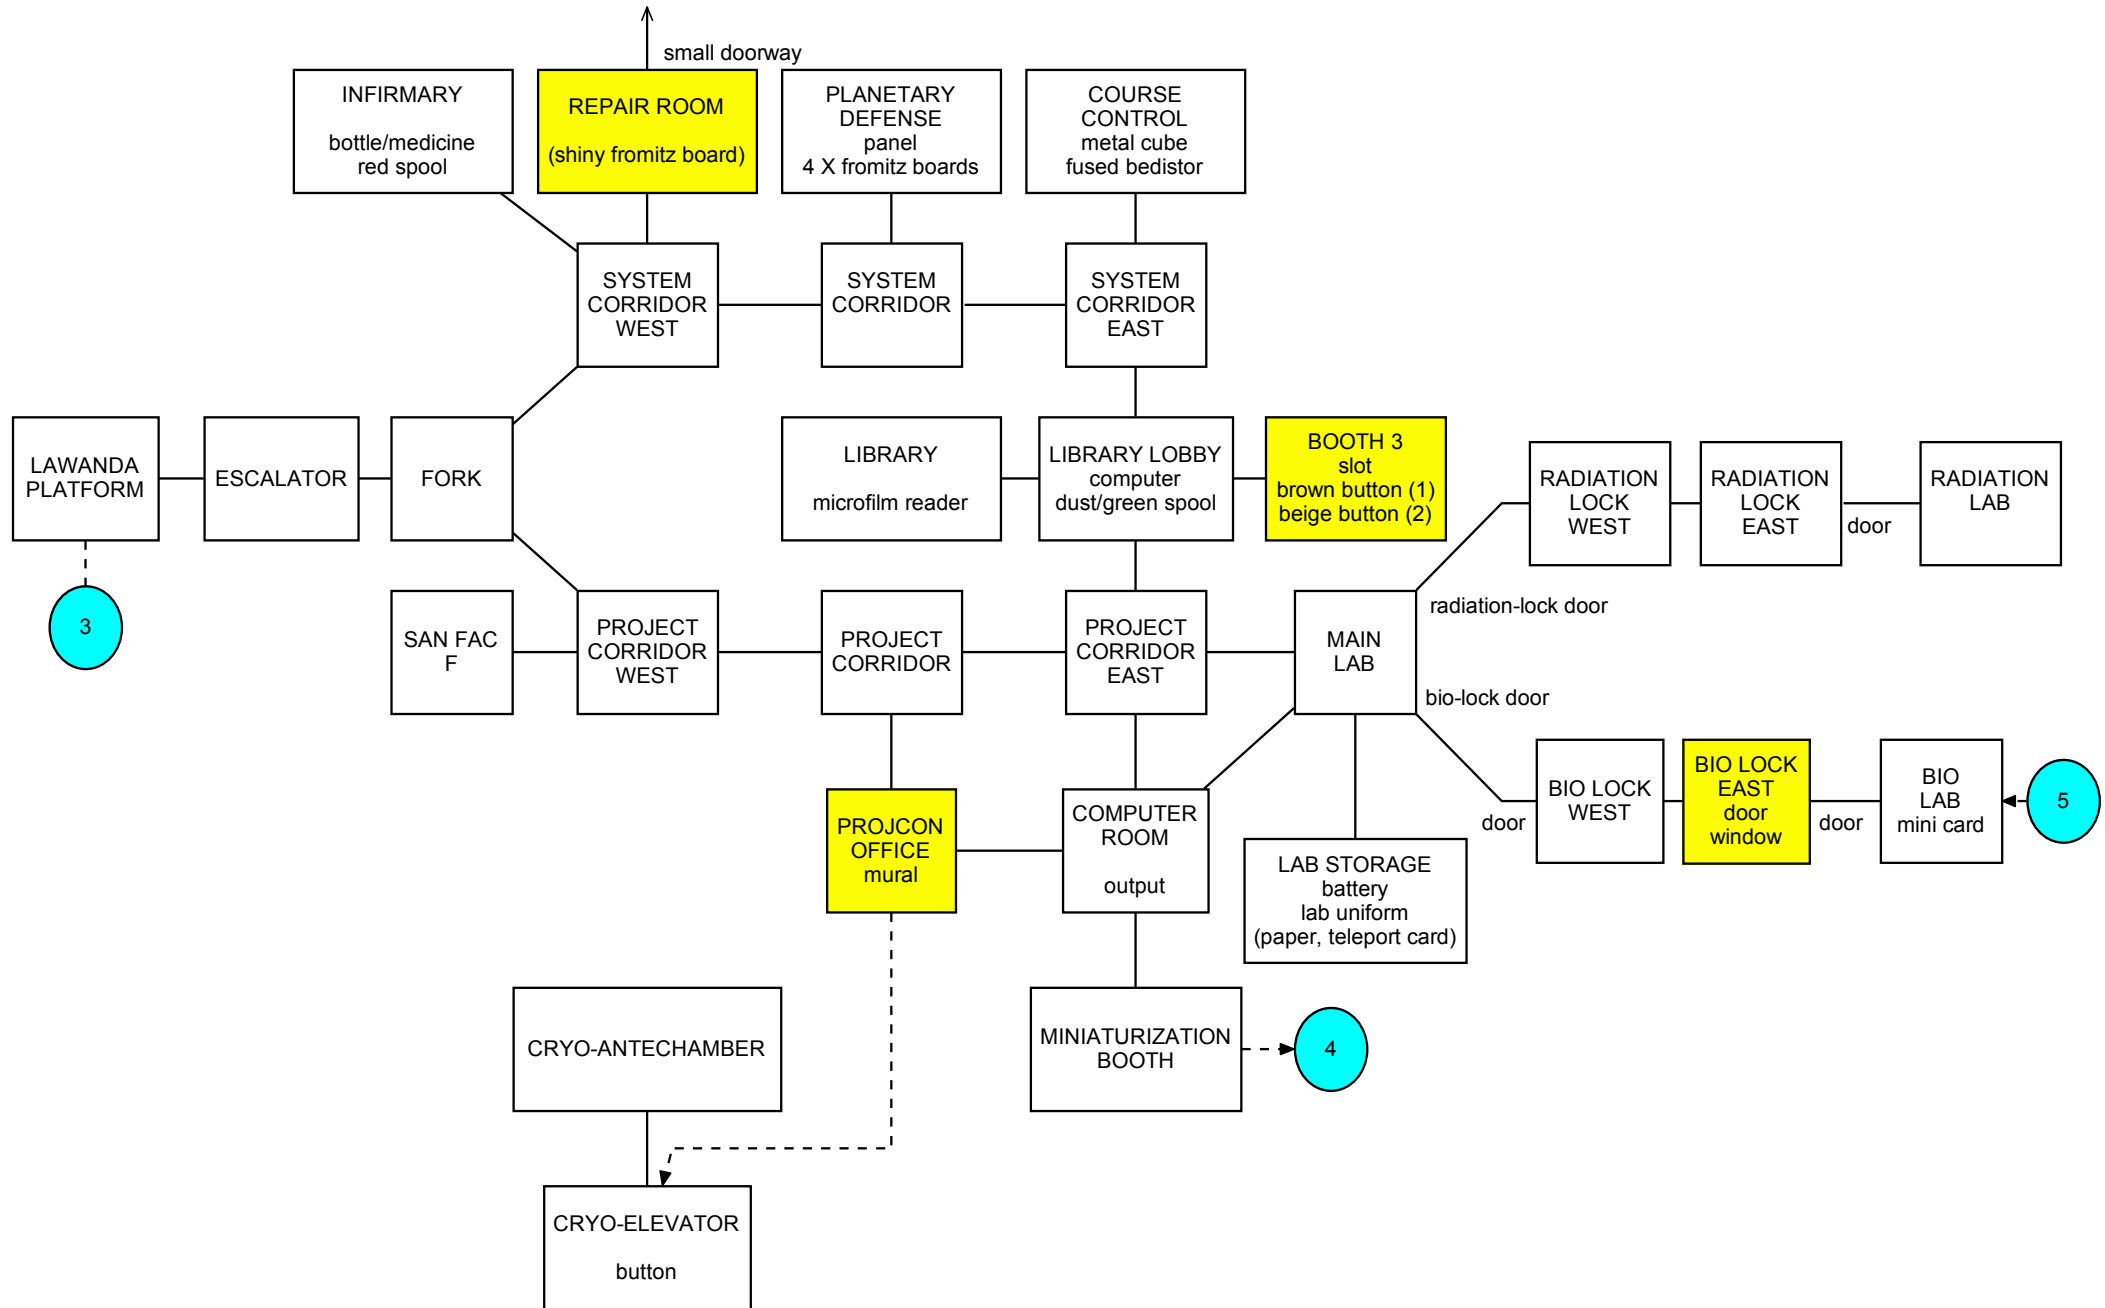 small doorway
INFIRMARY
bottle/medicine
red spool
REPAIR ROOM
(shiny fromitz board)
PLANETARY
DEFENSE
panel
4 X fromitz boards
COURSE
CONTROL
metal cube
fused bedistor
SYSTEM
CORRIDOR
WEST
SYSTEM
CORRIDOR
SYSTEM
CORRIDOR
EAST
LAWANDA
PLATFORM
ESCALATOR
FORK
LIBRARY
microfilm reader
LIBRARY LOBBY
computer
dust/green spool
BOOTH 3
slot
brown button (1)
beige button (2)
RADIATION
LOCK
WEST
RADIATION
LOCK
EAST
door
RADIATION
LAB
3
SAN FAC
F
PROJECT
CORRIDOR
WEST
PROJECT
CORRIDOR
PROJECT
CORRIDOR
EAST
MAIN
LAB
radiation-lock door
bio-lock door
PROJCON
OFFICE
mural
COMPUTER
ROOM
output
LAB STORAGE
battery
lab uniform
(paper, teleport card)
door
BIO LOCK
WEST
BIO LOCK
EAST
door
window
door
BIO
LAB
mini card
5
CRYO-ANTECHAMBER
MINIATURIZATION
BOOTH
4
CRYO-ELEVATOR
button